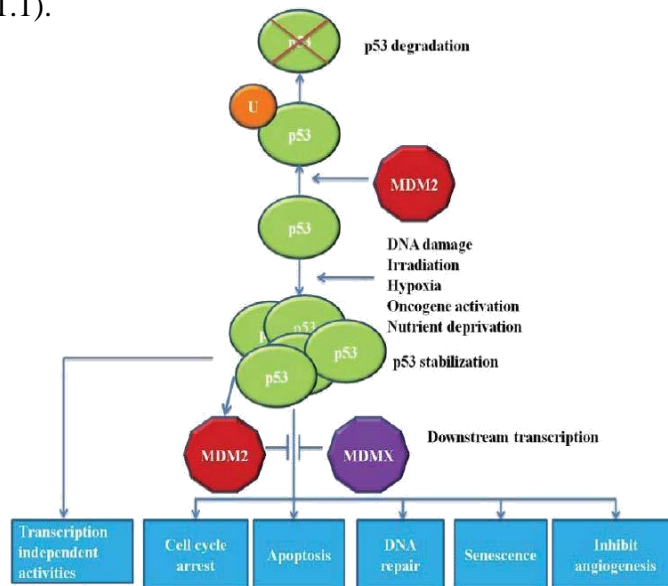 1.1).
p53
p53 degradation
U
p53
MDM2
p53
DNA damage
Irradiation
Hypoxia
Oncogene activation
Nutrient deprivation
p53
p53
p53
p53 stabilization
MDM2
MDMX
Downstream transcription
Transcription
independent
activities
Cell cycle
arrest
Apoptosis
DNA
repair
Senescence
Inhibit
angiogenesis